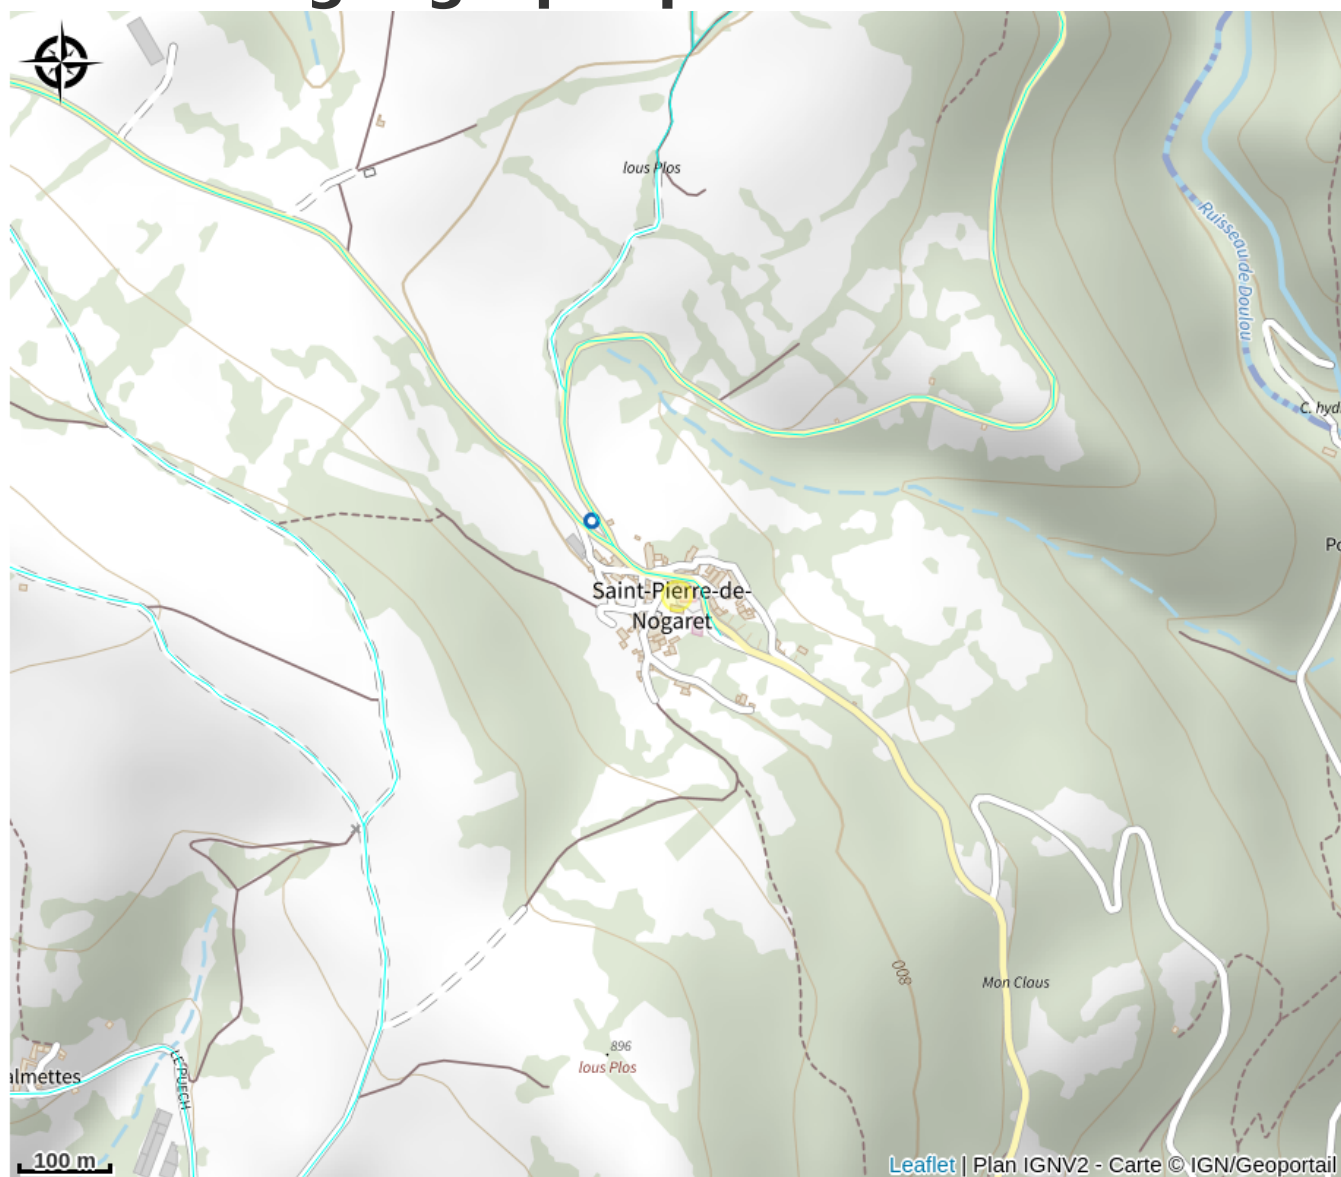 lous Plos
Ruisseau de Doulou
C. hyd
Saint-Pierre-de-
Nogaret
800
Mon Claus
896
lous Plos
almettes
LE PUECH
100 m
Leaflet | Plan IGNV2 - Carte © IGN/Geoportail